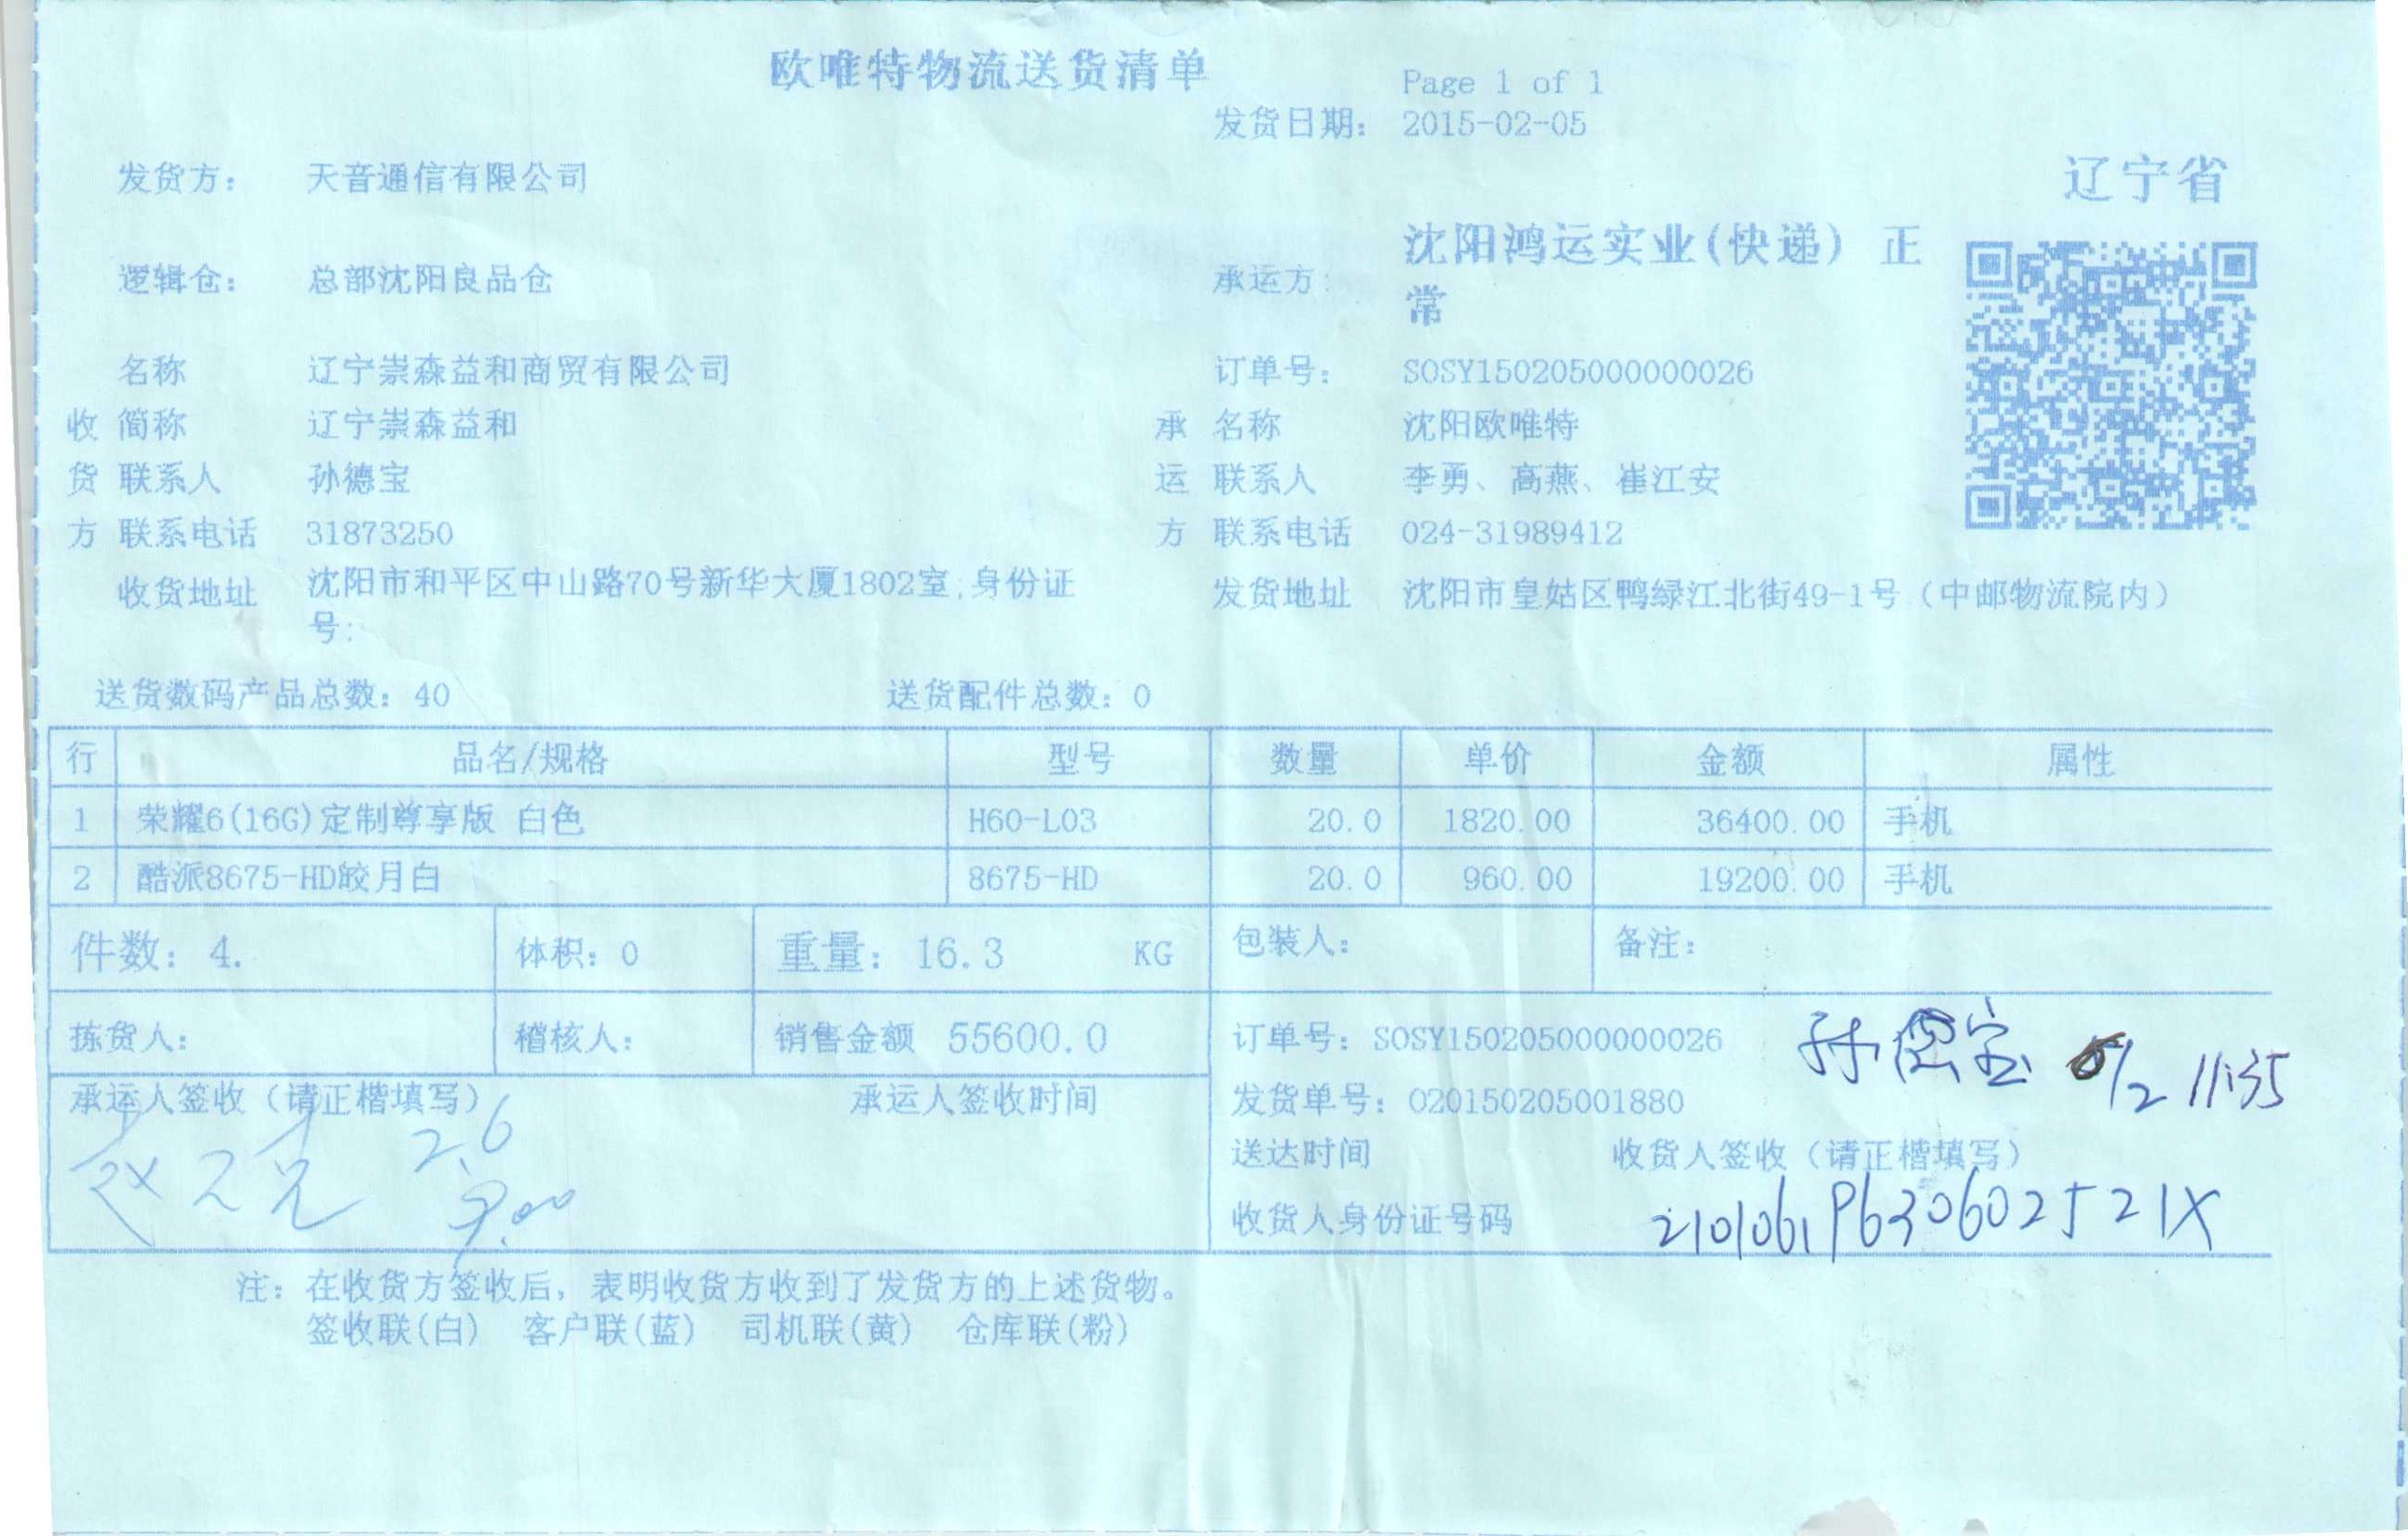 欧唯特物流送货清单
Page 1 of 1
发货日期： 2015-02-05
发货方： 天音通信有限公司
辽宁省
逻辑仓： 总部沈阳良品仓
承运方： 沈阳鸿运实业(快递) 正常
名称 辽宁崇森益和商贸有限公司
订单号： SOSY150205000000026
收 简称 辽宁崇森益和
承 名称 沈阳欧唯特
货 联系人 孙德宝
运 联系人 李勇、高燕、崔江安
方 联系电话 31873250
方 联系电话 024-31989412
收货地址 沈阳市和平区中山路70号新华大厦1802室;身份证
号:
发货地址 沈阳市皇姑区鸭绿江北街49-1号（中邮物流院内）
送货数码产品总数：40 送货配件总数：0
行 品名/规格 型号 数量 单价 金额 属性
1 荣耀6(16G)定制尊享版 白色 H60-L03 20.0 1820.00 36400.00 手机
2 酷派8675-HD皎月白 8675-HD 20.0 960.00 19200.00 手机
件数：4. 体积：0 重量：16.3 KG 包装人： 备注：
拣货人： 稽核人： 销售金额 55600.0 订单号：SOSY150205000000026 孙德宝
/2 11:35
承运人签收（请正楷填写） 承运人签收时间 发货单号：020150205001880
2.6
送达时间 收货人签收（请正楷填写）
收货人身份证号码 21010619630602521X
注：在收货方签收后，表明收货方收到了发货方的上述货物。
签收联(白) 客户联(蓝) 司机联(黄) 仓库联(粉)